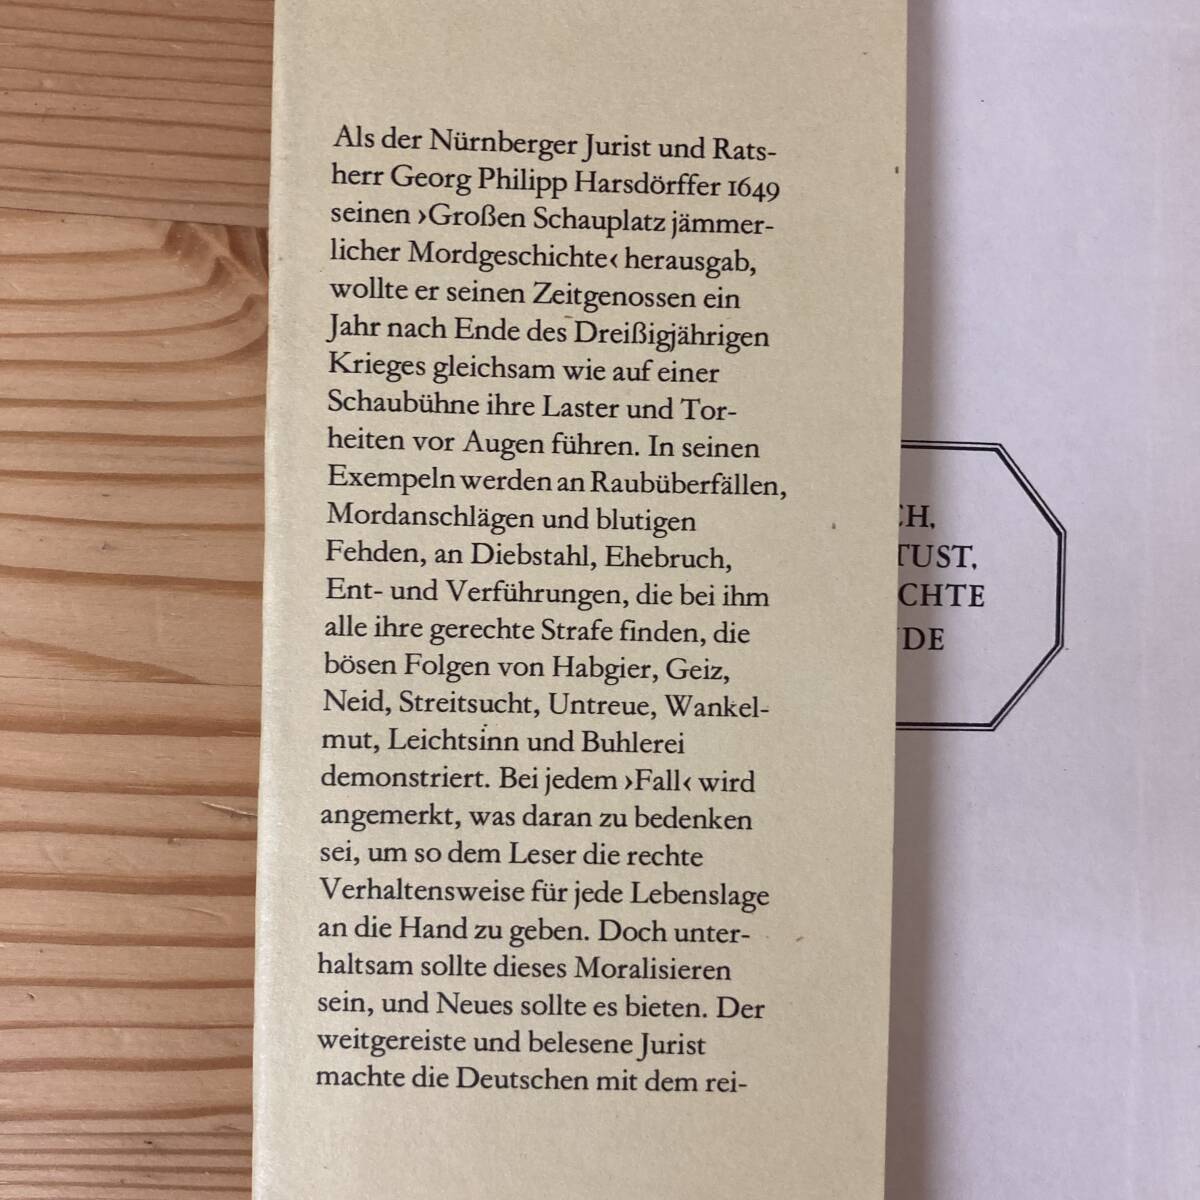 Als der Nürnberger Jurist und Rats-
herr Georg Philipp Harsdörffer 1649
seinen ›Großen Schauplatz jämmer-
licher Mordgeschichte‹ herausgab,
wollte er seinen Zeitgenossen ein
Jahr nach Ende des Dreißigjährigen
Krieges gleichsam wie auf einer
Schaubühne ihre Laster und Tor-
heiten vor Augen führen. In seinen
Exempeln werden an Raubüberfällen,
Mordanschlägen und blutigen
Fehden, an Diebstahl, Ehebruch,
Ent- und Verführungen, die bei ihm
alle ihre gerechte Strafe finden, die
bösen Folgen von Habgier, Geiz,
Neid, Streitsucht, Untreue, Wankel-
mut, Leichtsinn und Buhlerei
demonstriert. Bei jedem ›Fall‹ wird
angemerkt, was daran zu bedenken
sei, um so dem Leser die rechte
Verhaltensweise für jede Lebenslage
an die Hand zu geben. Doch unter-
haltsam sollte dieses Moralisieren
sein, und Neues sollte es bieten. Der
weitgereiste und belesene Jurist
machte die Deutschen mit dem rei-
CH,
TUST,
CHTE
DE